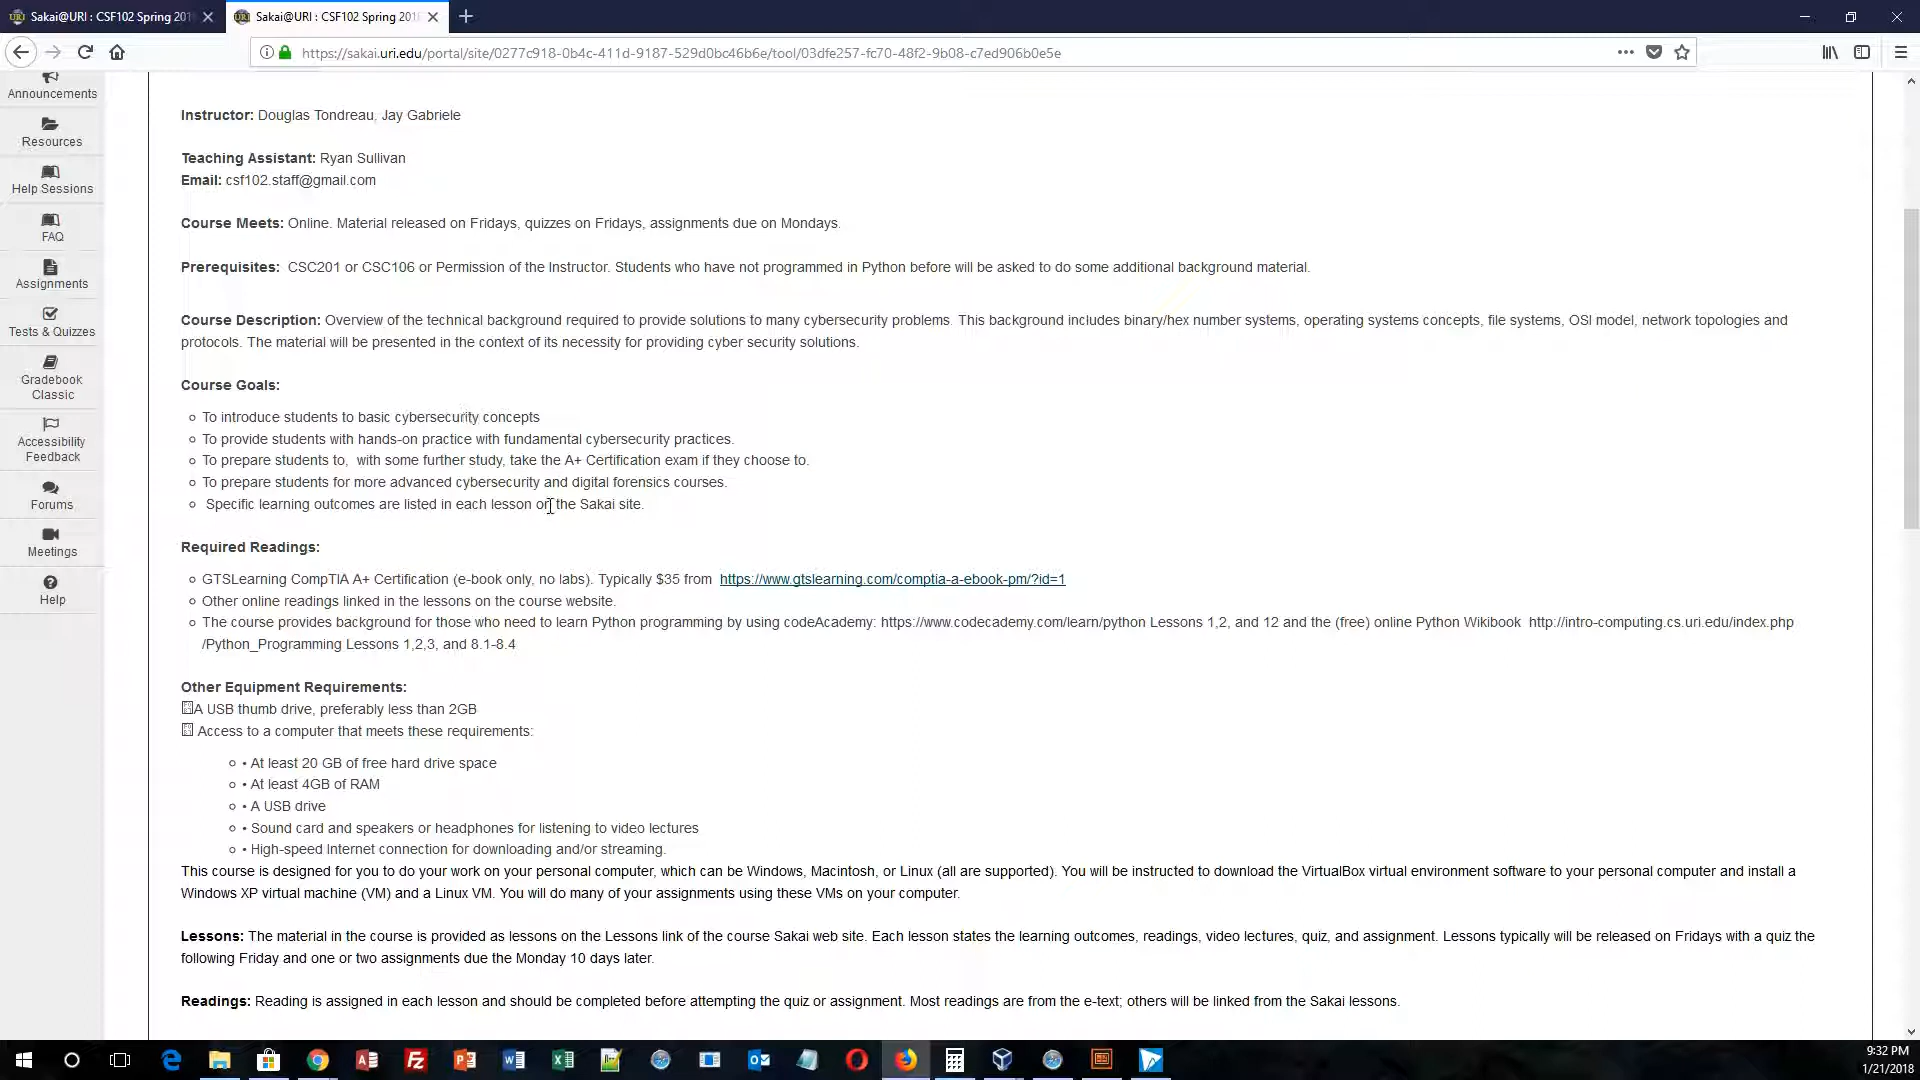 Sakai@URI : CSF102 Spring 201
Sakai@URI : CSF102 Spring 201
https://sakai.uri.edu/portal/site/0277c918-0b4c-411d-9187-529d0bc46b6e/tool/03dfe257-fc70-48f2-9b08-c7ed906b0e5e
Announcements
Resources
Help Sessions
FAQ
Assignments
Tests & Quizzes
Gradebook
Classic
Accessibility
Feedback
Forums
Meetings
Help
Instructor: Douglas Tondreau, Jay Gabriele
Teaching Assistant: Ryan Sullivan
Email: csf102.staff@gmail.com
Course Meets: Online. Material released on Fridays, quizzes on Fridays, assignments due on Mondays.
Prerequisites: CSC201 or CSC106 or Permission of the Instructor. Students who have not programmed in Python before will be asked to do some additional background material.
Course Description: Overview of the technical background required to provide solutions to many cybersecurity problems. This background includes binary/hex number systems, operating systems concepts, file systems, OSI model, network topologies and
protocols. The material will be presented in the context of its necessity for providing cyber security solutions.
Course Goals:
To introduce students to basic cybersecurity concepts
To provide students with hands-on practice with fundamental cybersecurity practices.
To prepare students to, with some further study, take the A+ Certification exam if they choose to.
To prepare students for more advanced cybersecurity and digital forensics courses.
Specific learning outcomes are listed in each lesson on the Sakai site.
Required Readings:
GTSLearning CompTIA A+ Certification (e-book only, no labs). Typically $35 from https://www.gtslearning.com/comptia-a-ebook-pm/?id=1
Other online readings linked in the lessons on the course website.
The course provides background for those who need to learn Python programming by using codeAcademy: https://www.codecademy.com/learn/python Lessons 1,2, and 12 and the (free) online Python Wikibook http://intro-computing.cs.uri.edu/index.php
/Python_Programming Lessons 1,2,3, and 8.1-8.4
Other Equipment Requirements:
A USB thumb drive, preferably less than 2GB
Access to a computer that meets these requirements:
• At least 20 GB of free hard drive space
• At least 4GB of RAM
• A USB drive
• Sound card and speakers or headphones for listening to video lectures
• High-speed Internet connection for downloading and/or streaming.
This course is designed for you to do your work on your personal computer, which can be Windows, Macintosh, or Linux (all are supported). You will be instructed to download the VirtualBox virtual environment software to your personal computer and install a
Windows XP virtual machine (VM) and a Linux VM. You will do many of your assignments using these VMs on your computer.
Lessons: The material in the course is provided as lessons on the Lessons link of the course Sakai web site. Each lesson states the learning outcomes, readings, video lectures, quiz, and assignment. Lessons typically will be released on Fridays with a quiz the
following Friday and one or two assignments due the Monday 10 days later.
Readings: Reading is assigned in each lesson and should be completed before attempting the quiz or assignment. Most readings are from the e-text; others will be linked from the Sakai lessons.
9:32 PM
1/21/2018